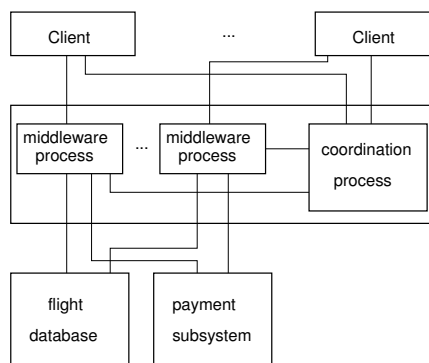 Client
...
Client
middleware
process
...
middleware
process
coordination
process
flight
database
payment
subsystem